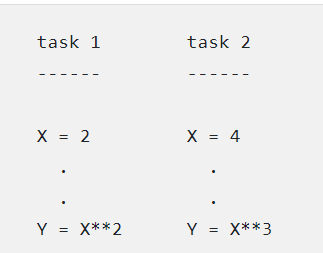 task 1          task 2
------          ------
X = 2           X = 4
  .               .
  .               .
Y = X**2        Y = X**3